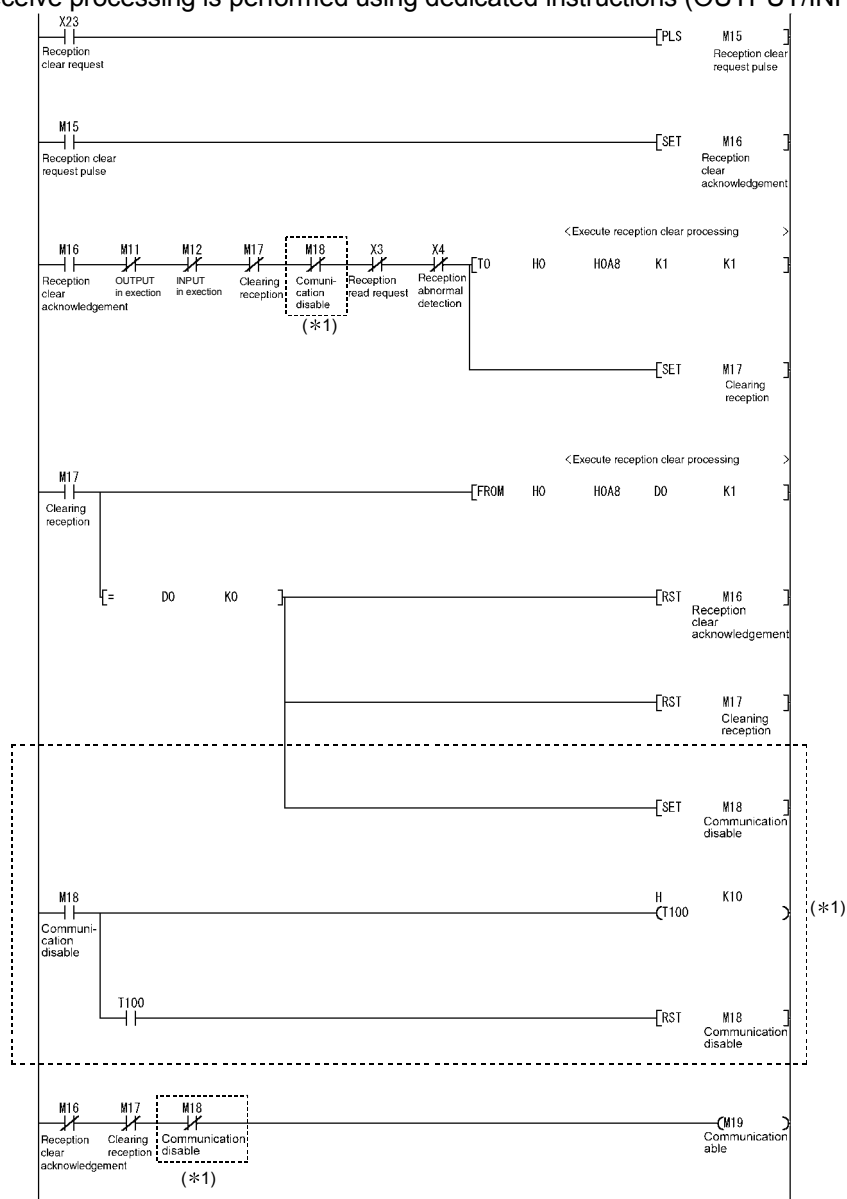 ceive processing is performed using dedicated instructions (OUTPUT/INP
X23
[PLS M15 ]
Reception
clear request
Reception clear
request pulse
M15
[SET M16 ]
Reception clear
request pulse
Reception
clear
acknowledgement
<Execute reception clear processing >
M16 M11 M12 M17 M18 X3 X4
[TO H0 H0A8 K1 K1 ]
Reception
clear
acknowledgement
OUTPUT
in exection
INPUT
in exection
Clearing
reception
Comuni-
cation
disable
Reception
read request
Reception
abnormal
detection
(*1)
[SET M17 ]
Clearing
reception
<Execute reception clear processing >
M17
[FROM H0 H0A8 D0 K1 ]
Clearing
reception
[= D0 K0 ]
[RST M16 ]
Reception
clear
acknowledgement
[RST M17 ]
Cleaning
reception
[SET M18 ]
Communication
disable
M18
H K10
(T100 )
(*1)
Communi-
cation
disable
T100
[RST M18 ]
Communication
disable
M16 M17 M18
(M19 )
Reception
clear
acknowledgement
Clearing
reception
Communication
disable
Communication
able
(*1)